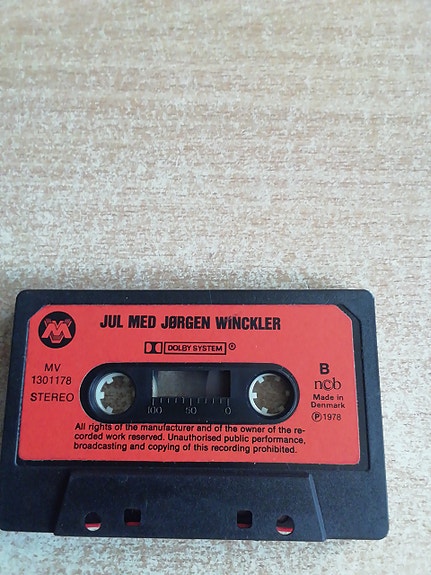 JUL MED JØRGEN WINCKLER
DOLBY SYSTEM ®
MV
1301178
STEREO
B
ncb
Made in
Denmark
℗ 1978
100 50 0
All rights of the manufacturer and of the owner of the re-
corded work reserved. Unauthorised public performance,
broadcasting and copying of this recording prohibited.